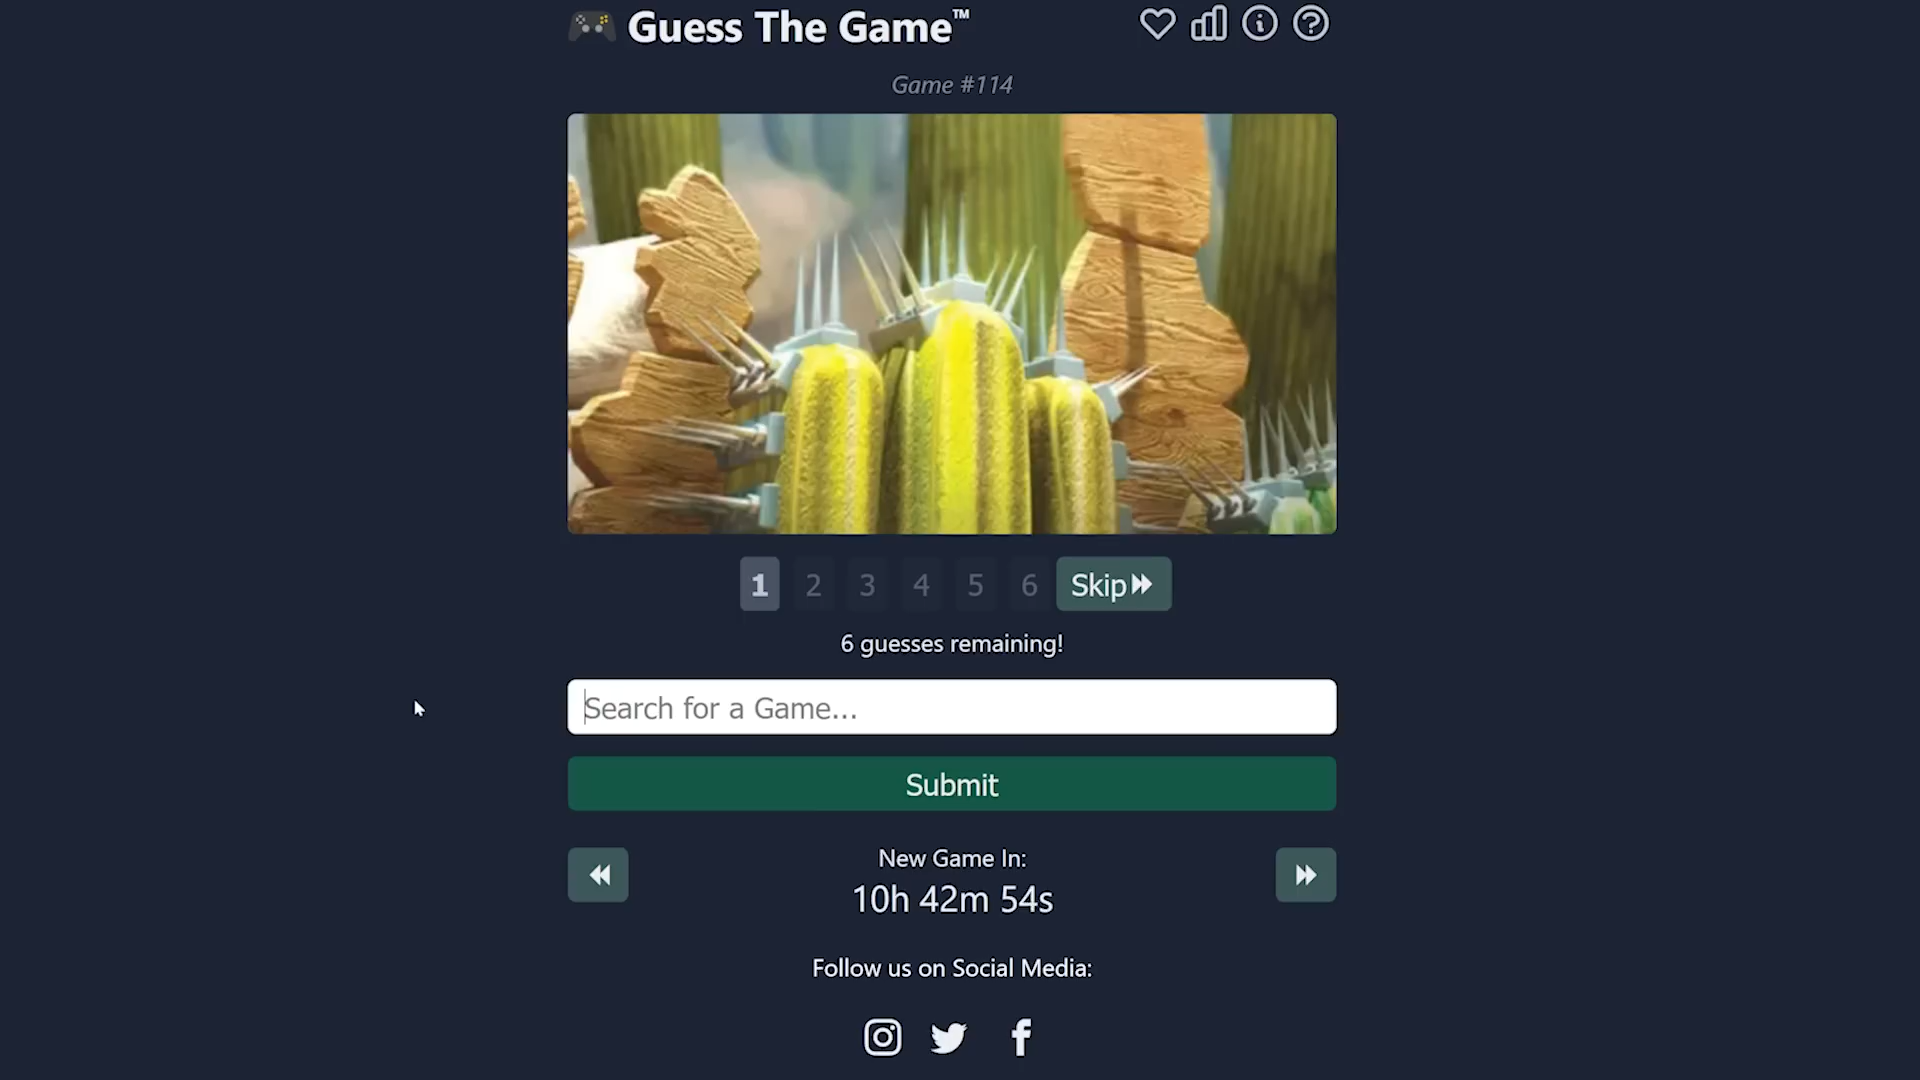 Guess The Game™
Game #114
1 2 3 4 5 6 Skip
6 guesses remaining!
Search for a Game...
Submit
New Game In:
10h 42m 54s
Follow us on Social Media: